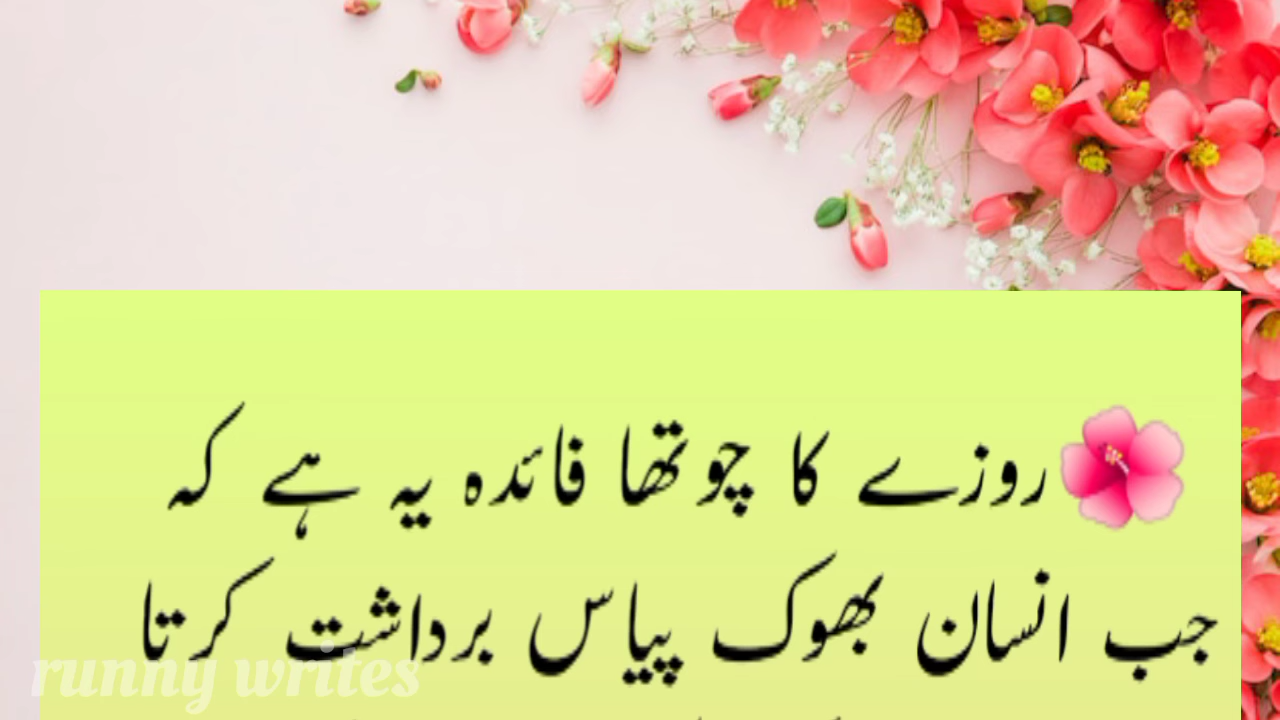 🌺روزے کا چوتھا فائدہ یہ ہے کہ
جب انسان بھوک پیاس برداشت کرتا
runny writes